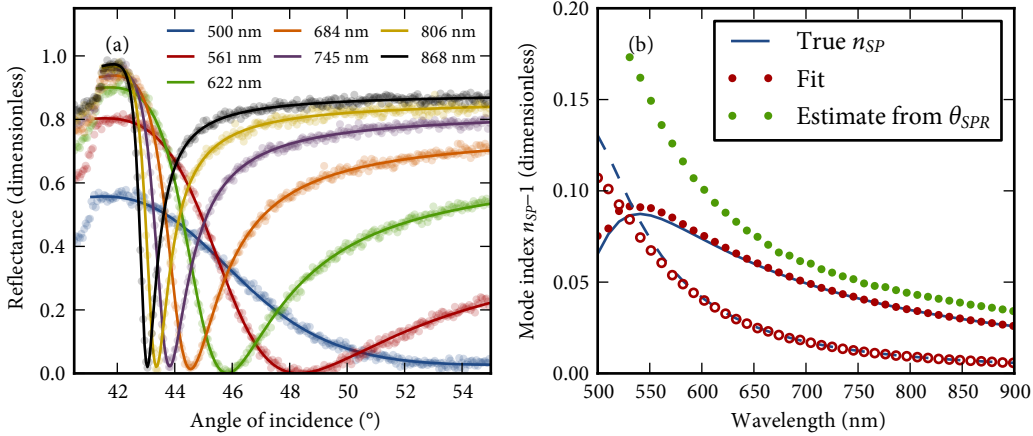 (a)
500 nm
561 nm
622 nm
684 nm
745 nm
806 nm
868 nm
Reflectance (dimensionless)
1.0
0.8
0.6
0.4
0.2
0.0
42 44 46 48 50 52 54
Angle of incidence (°)
(b)
True n_SP
Fit
Estimate from θ_SPR
Mode index n_SP−1 (dimensionless)
0.20
0.15
0.10
0.05
0.00
500 550 600 650 700 750 800 850 900
Wavelength (nm)